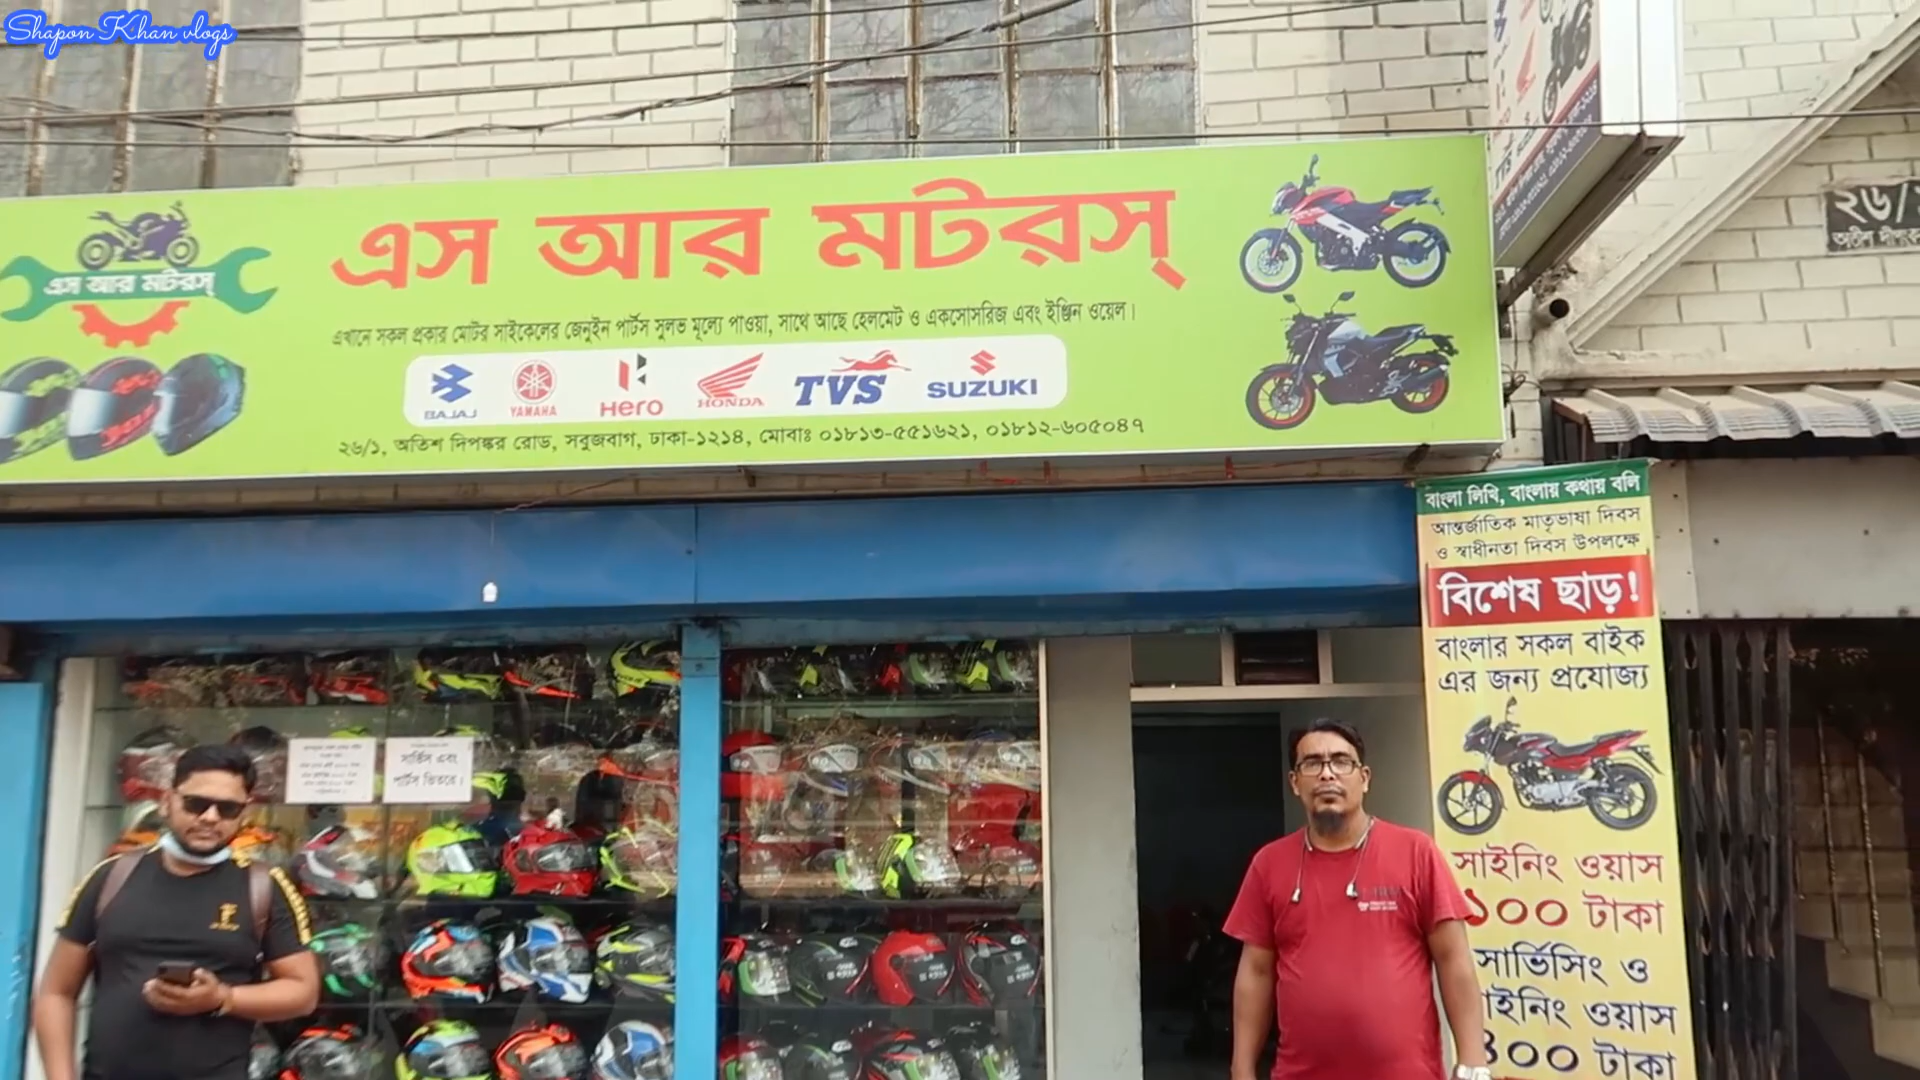 Shapon Khan vlogs
এস আর মটরস্
এস আর মটরস্
এখানে সকল প্রকার মোটর সাইকেলের জেনুইন পার্টস সুলভ মূল্যে পাওয়া, সাথে আছে হেলমেট ও একসোসরিজ এবং ইঞ্জিন ওয়েল।
BAJAJ YAMAHA Hero HONDA TVS SUZUKI
২৬/১, অতিশ দিপঙ্কর রোড, সবুজবাগ, ঢাকা-১২১৪, মোবাঃ ০১৮১৩-৫৫১৬২১, ০১৮১২-৬০৫০৪৭
২৬/১
বাংলা লিখি, বাংলায় কথায় বলি
আন্তর্জাতিক মাতৃভাষা দিবস
ও স্বাধীনতা দিবস উপলক্ষে
বিশেষ ছাড়!
বাংলার সকল বাইক
এর জন্য প্রযোজ্য
সাইনিং ওয়াস
১০০ টাকা
সার্ভিসিং ও
াইনিং ওয়াস
৪০০ টাকা
সার্ভিস এবং
পার্টস ভিতরে।